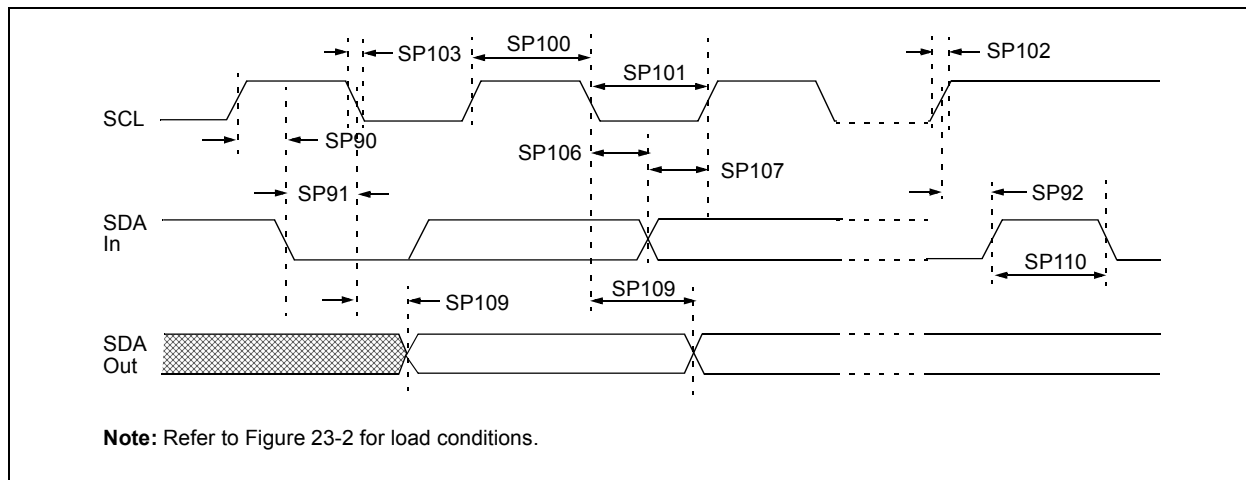 SP103
SP100
SP101
SP102
SCL
SP90
SP106
SP107
SP91
SP92
SDA
In
SP110
SP109
SP109
SDA
Out
Note: Refer to Figure 23-2 for load conditions.